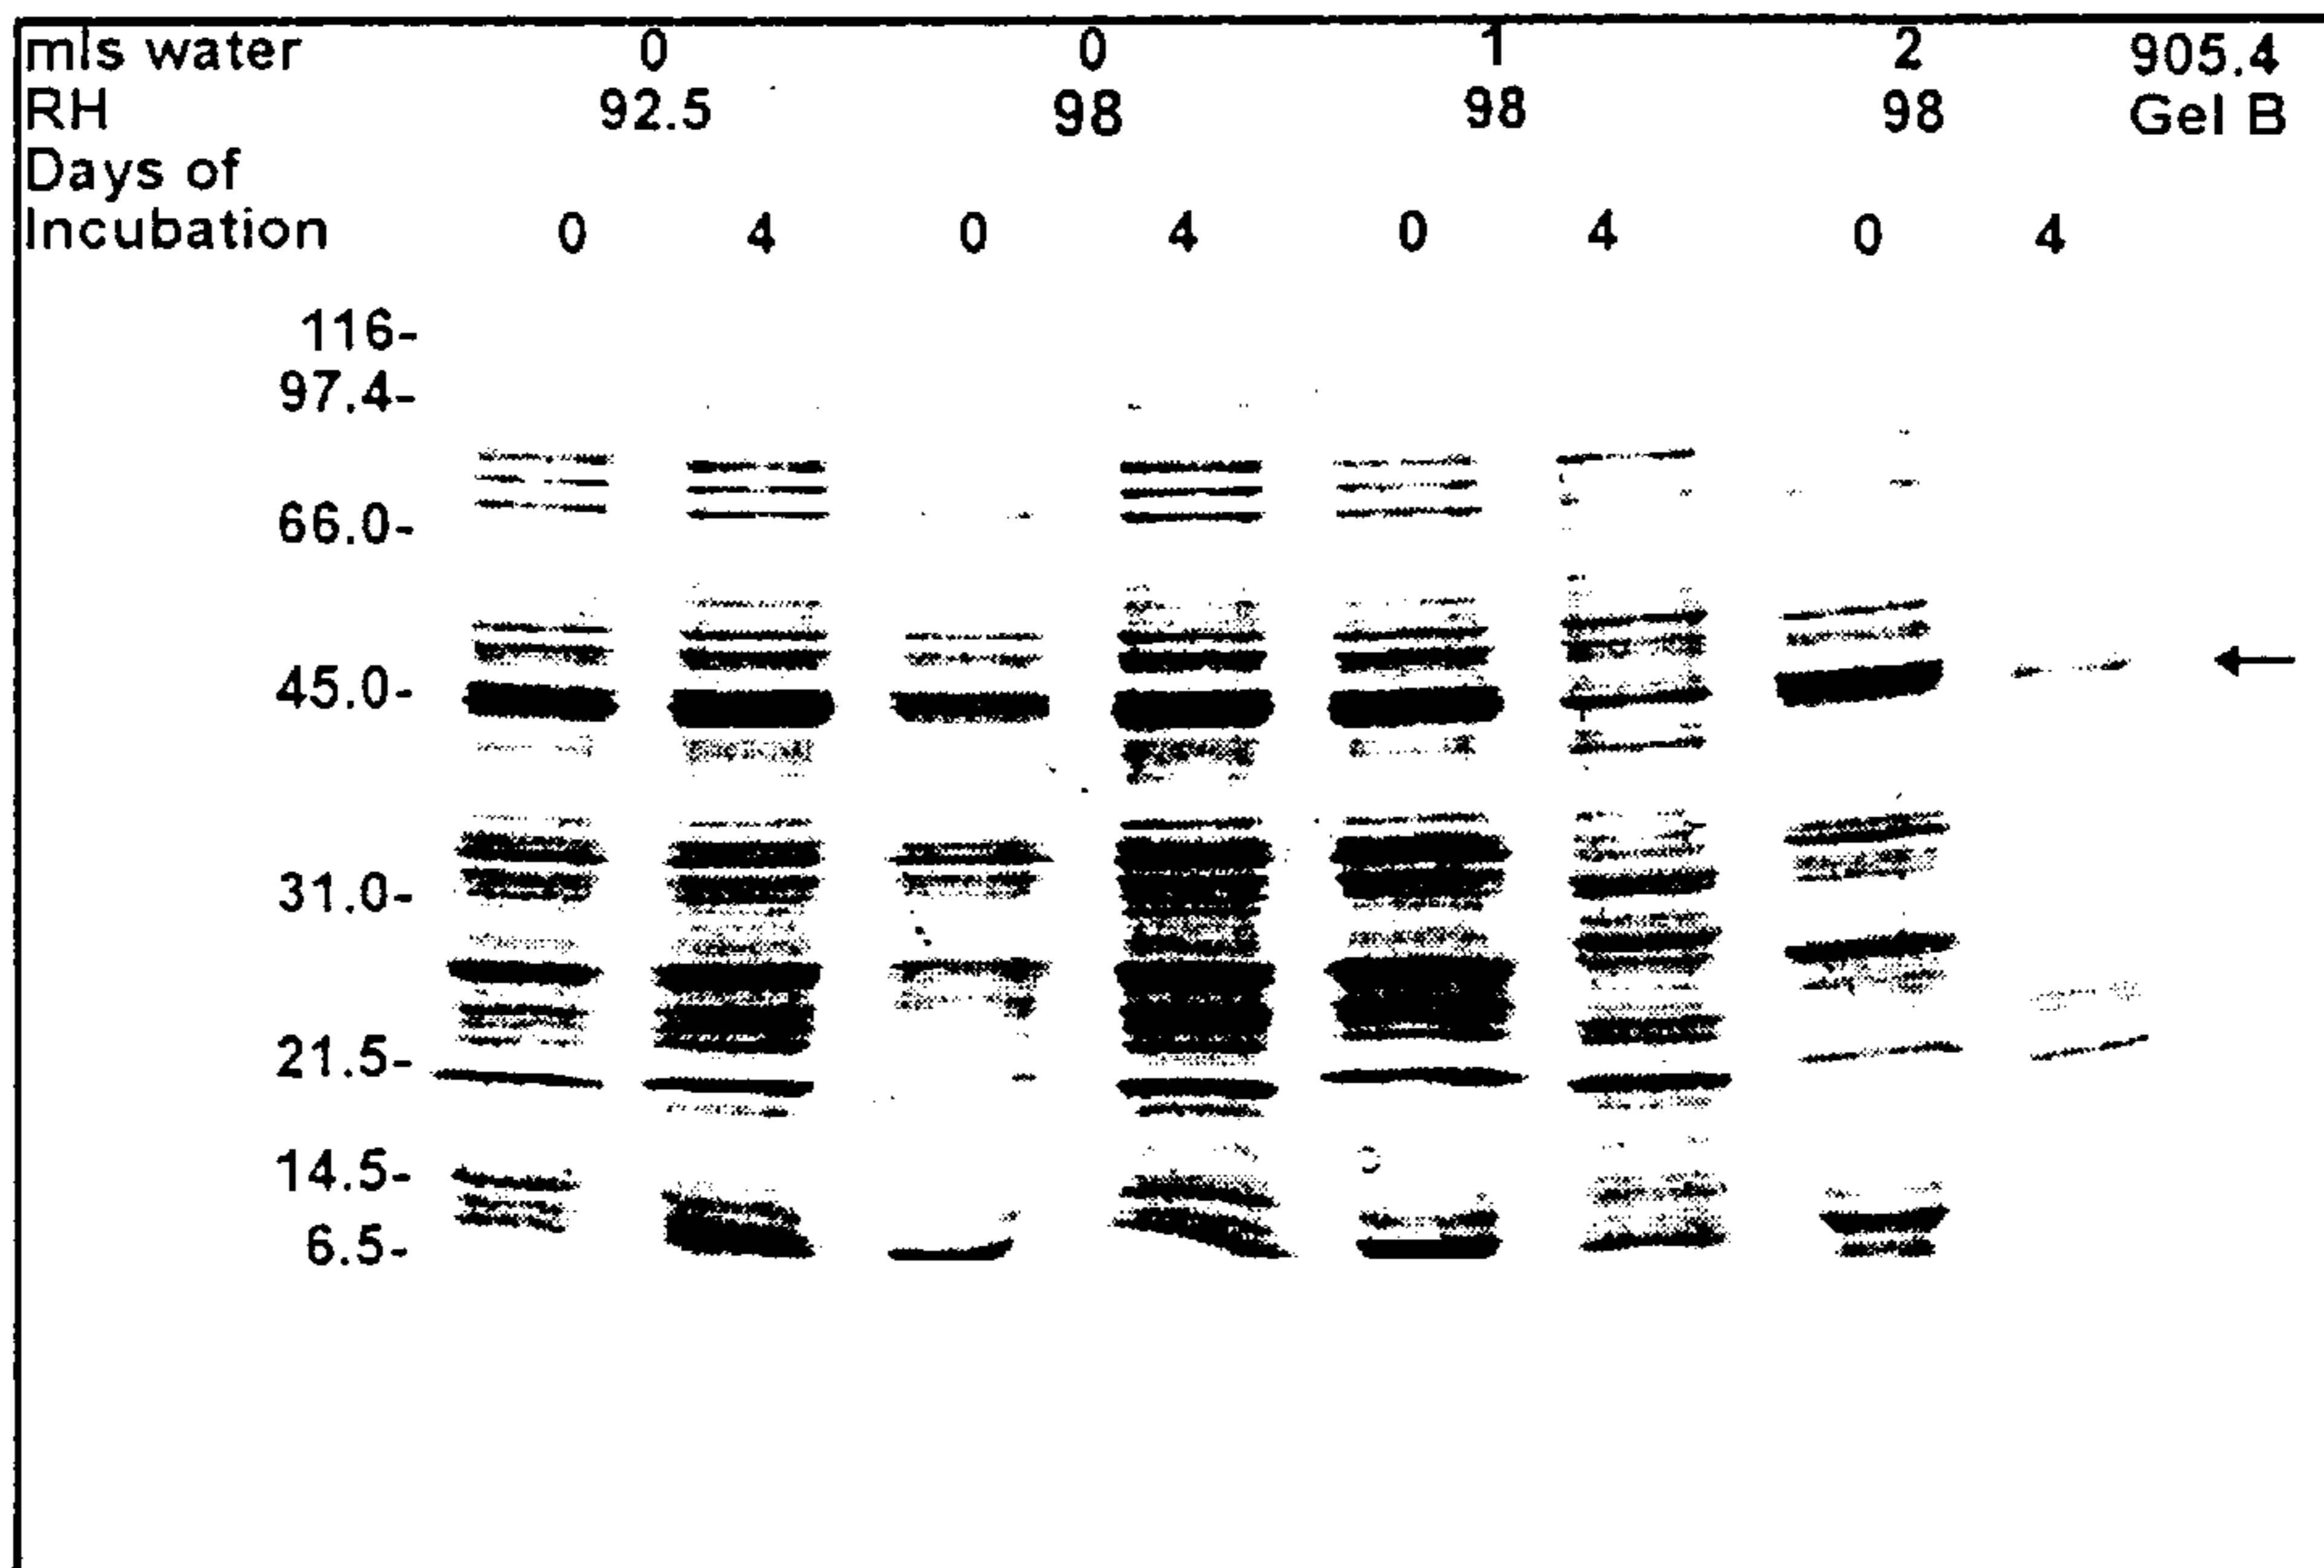 mls water 0 0 1 2 905.4
RH 92.5 98 98 98 Gel B
Days of
Incubation 0 4 0 4 0 4 0 4
116-
97.4-
66.0-
45.0-
31.0-
21.5-
14.5-
6.5-